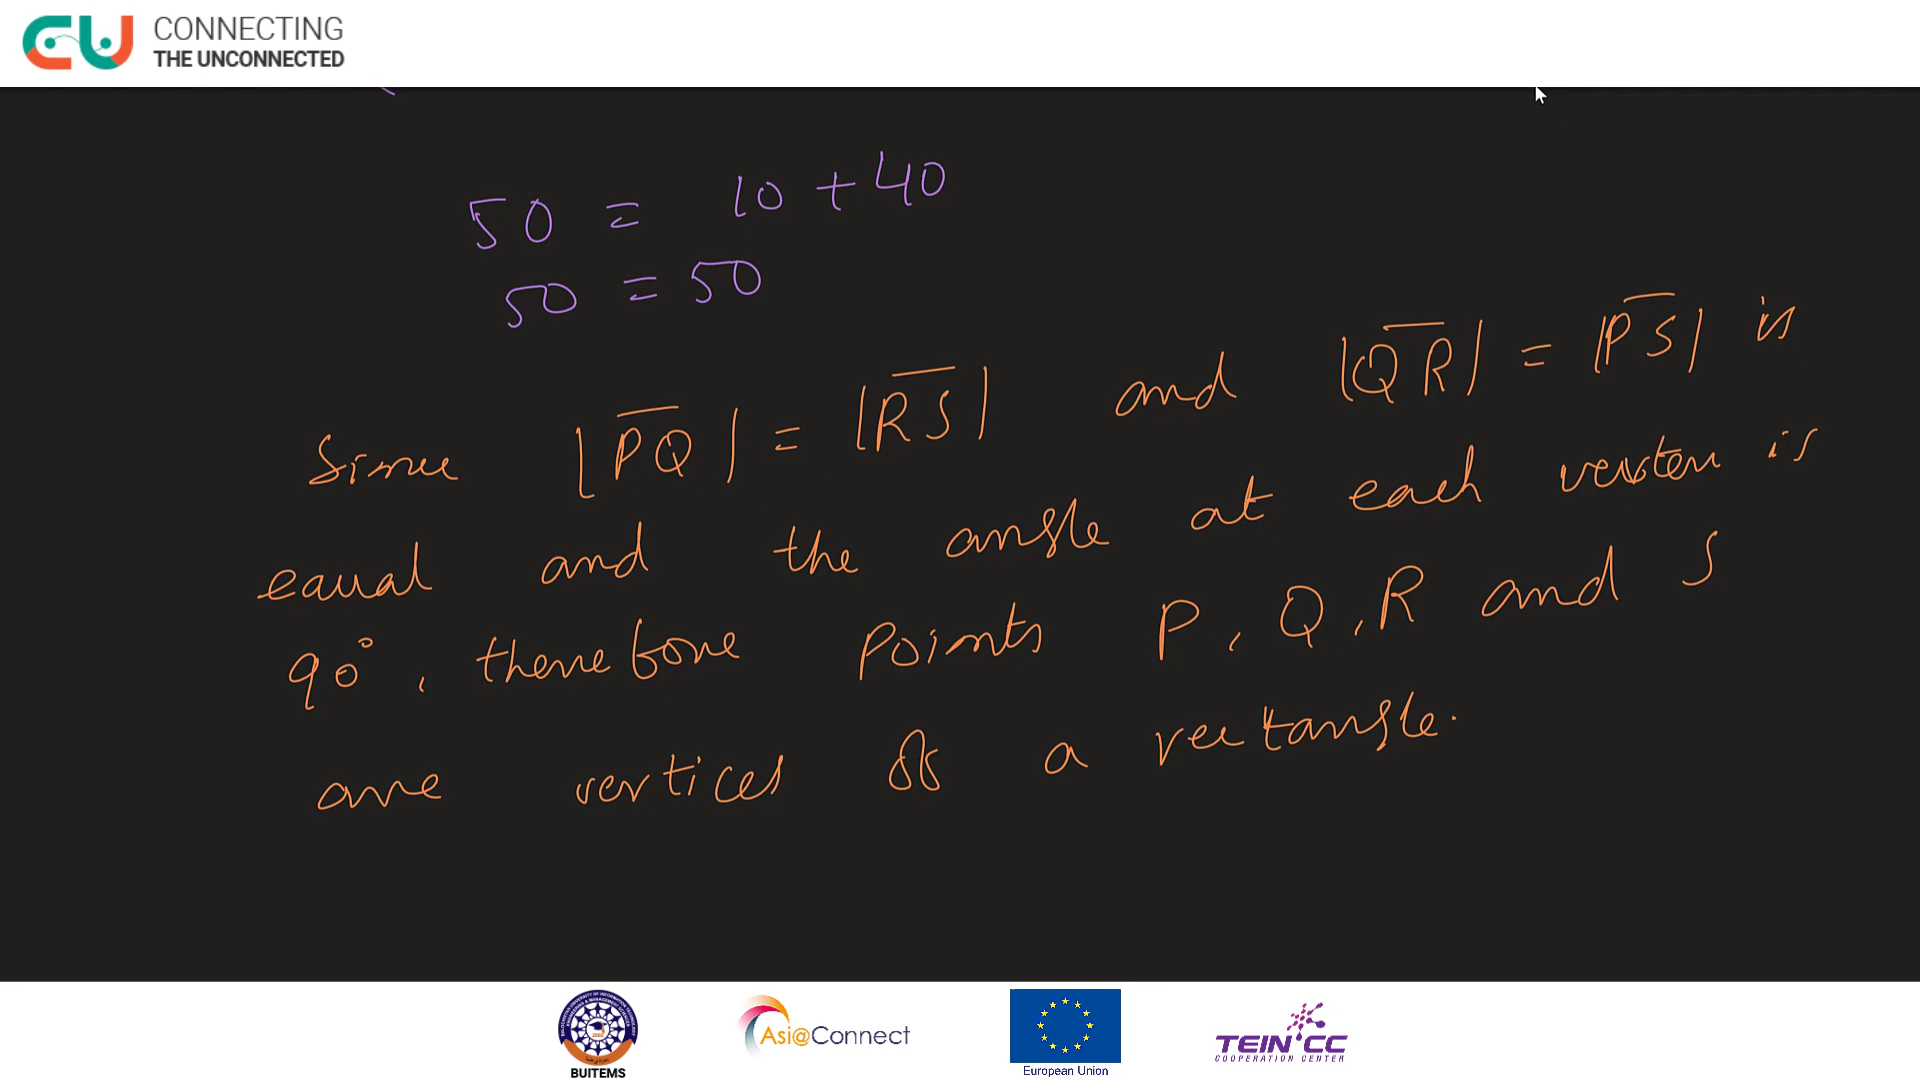 CONNECTING
THE UNCONNECTED
50 = 10 + 40
50 = 50
Since |PQ| = |RS| and |QR| = |PS| is
equal and the angle at each vertex is
90°, therefore points P, Q, R and S
are vertices of a rectangle.
BUITEMS
Asi@Connect
European Union
TEIN*CC
COOPERATION CENTER